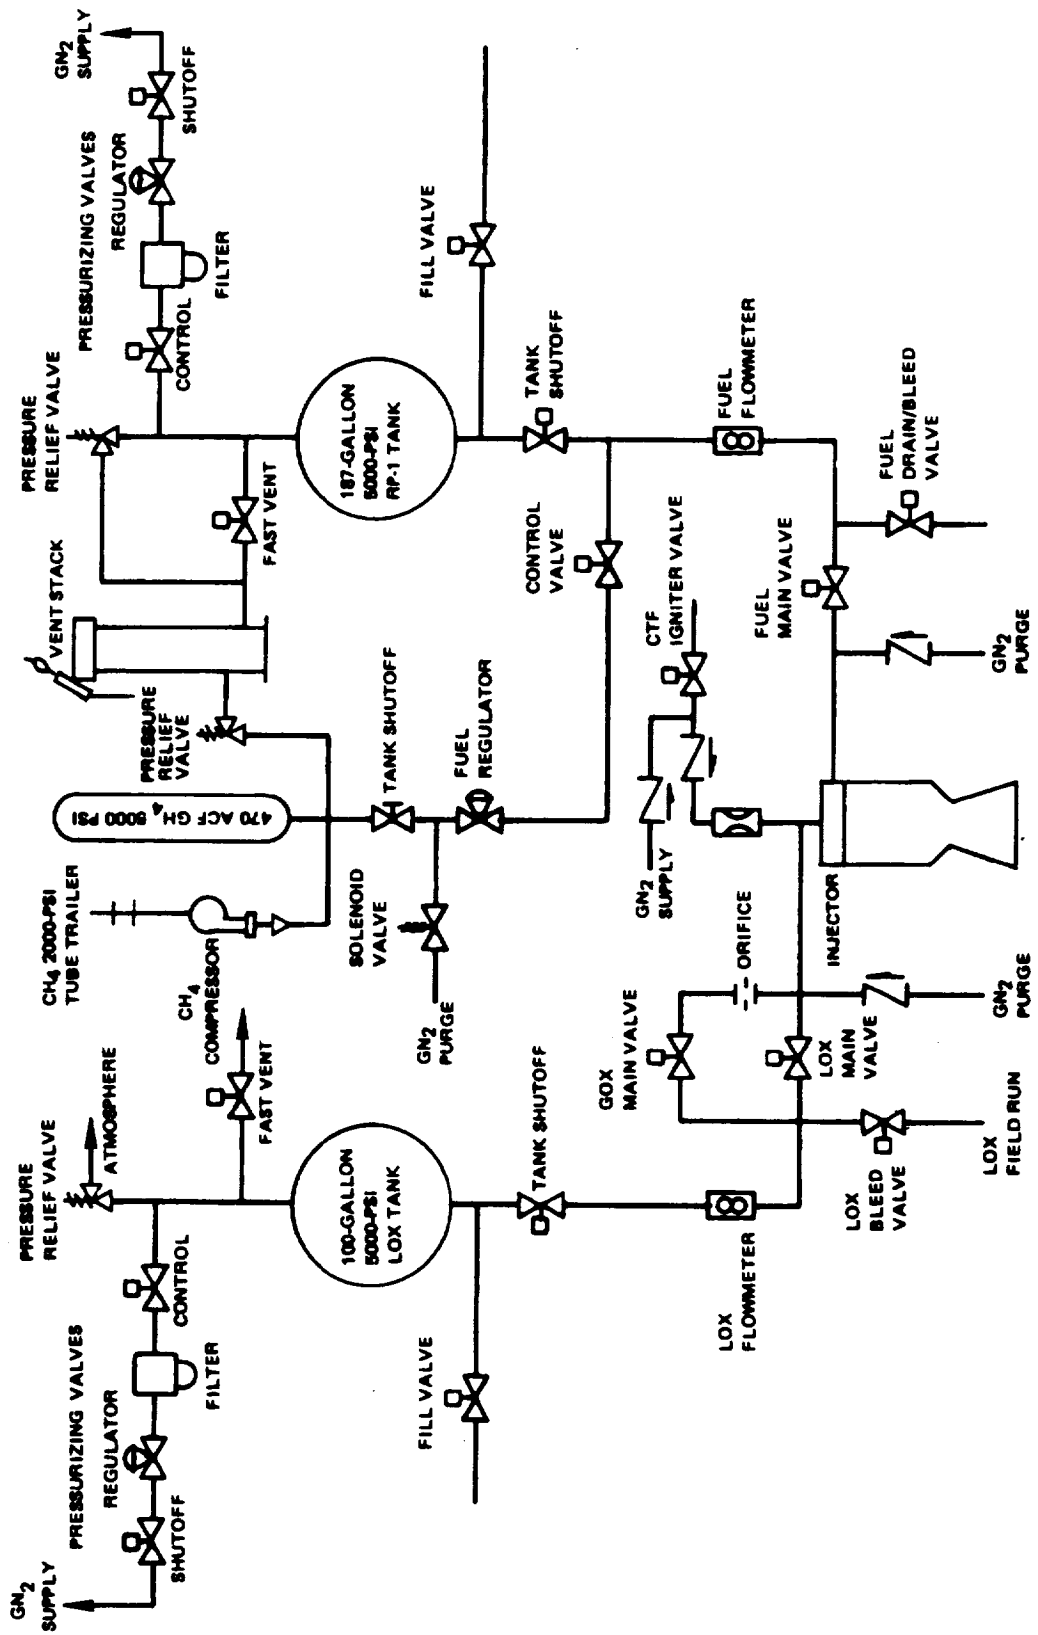 GN2
SUPPLY
PRESSURIZING VALVES
SHUTOFF
REGULATOR
FILTER
CONTROL
PRESSURE
RELIEF VALVE
ATMOSPHERE
FAST VENT
100-GALLON
5000-PSI
LOX TANK
FILL VALVE
TANK SHUTOFF
LOX
FLOWMETER
LOX
BLEED
VALVE
LOX
FIELD RUN
GOX
MAIN VALVE
LOX
MAIN
VALVE
ORIFICE
GN2
PURGE
INJECTOR
CH4 2000-PSI
TUBE TRAILER
CH4
COMPRESSOR
470 ACF GH4 5000 PSI
PRESSURE
RELIEF
VALVE
VENT STACK
SOLENOID
VALVE
GN2
PURGE
TANK SHUTOFF
FUEL
REGULATOR
GN2
SUPPLY
CTF
IGNITER VALVE
CONTROL
VALVE
PRESSURE
RELIEF VALVE
FAST VENT
PRESSURIZING VALVES
CONTROL
FILTER
REGULATOR
SHUTOFF
GN2
SUPPLY
187-GALLON
5000-PSI
RP-1 TANK
FILL VALVE
TANK
SHUTOFF
FUEL
FLOWMETER
FUEL
MAIN VALVE
FUEL
DRAIN/BLEED
VALVE
GN2
PURGE